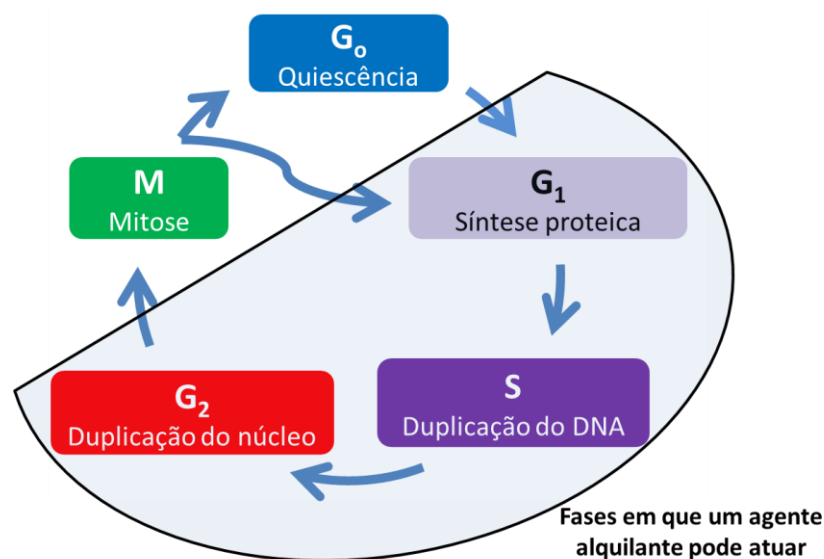 G₀
Quiescência
M
Mitose
G₁
Síntese proteica
G₂
Duplicação do núcleo
S
Duplicação do DNA
Fases em que um agente
alquilante pode atuar